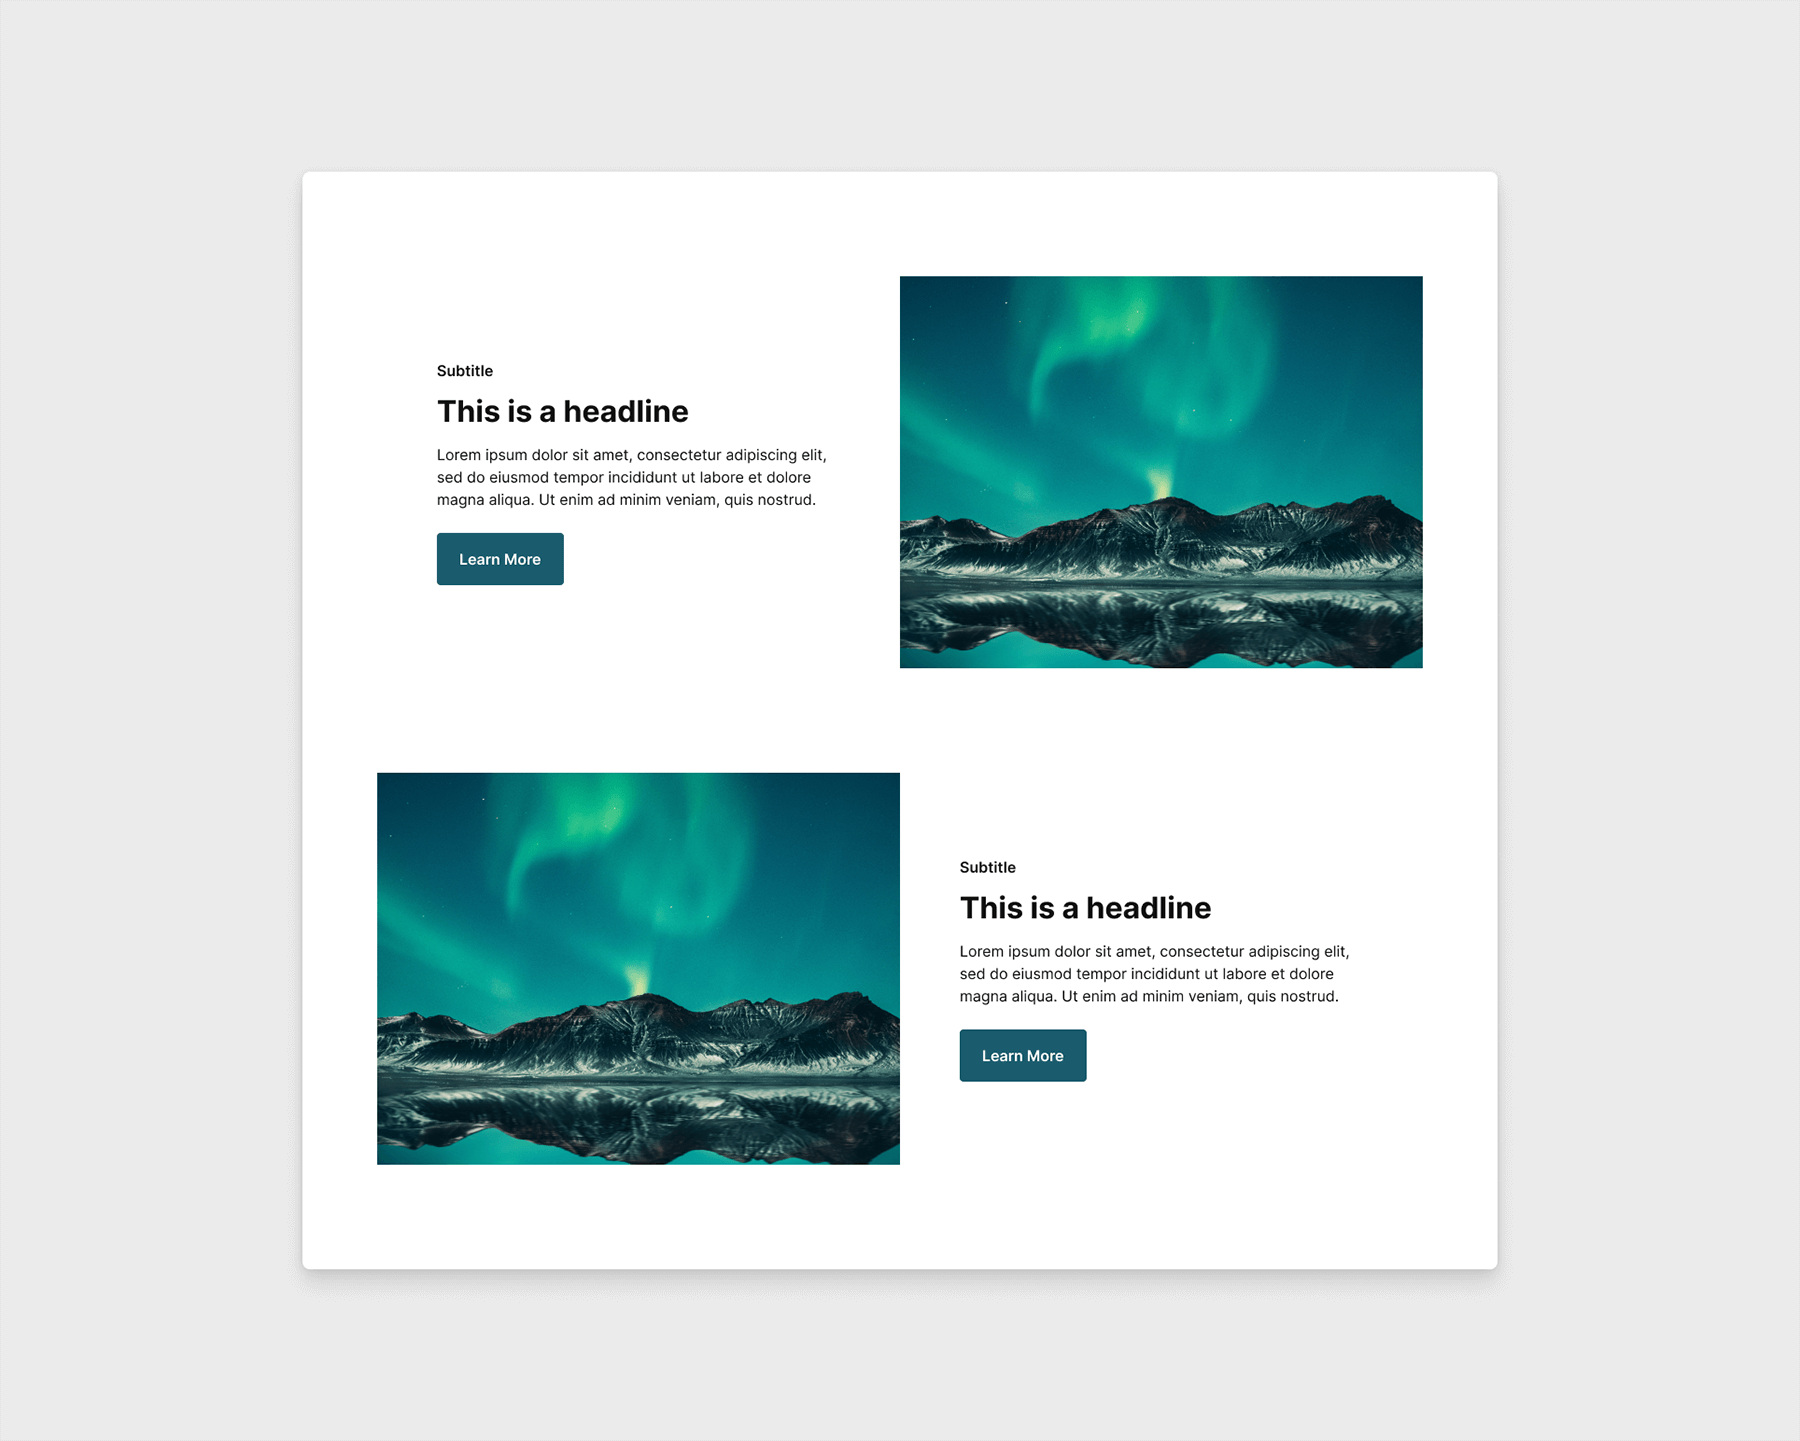 Subtitle
This is a headline
Lorem ipsum dolor sit amet, consectetur adipiscing elit,
sed do eiusmod tempor incididunt ut labore et dolore
magna aliqua. Ut enim ad minim veniam, quis nostrud.
Learn More
Subtitle
This is a headline
Lorem ipsum dolor sit amet, consectetur adipiscing elit,
sed do eiusmod tempor incididunt ut labore et dolore
magna aliqua. Ut enim ad minim veniam, quis nostrud.
Learn More